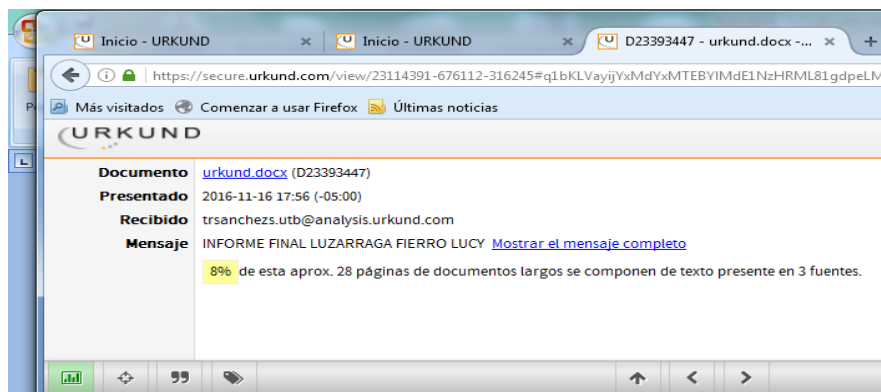 Inicio - URKUND
Inicio - URKUND
D23393447 - urkund.docx -...
https://secure.urkund.com/view/23114391-676112-316245#q1bKLVayijYxMdYxMTEBYlMdE1NzHRML81gdpeLM
Más visitados Comenzar a usar Firefox Últimas noticias
URKUND
Documento urkund.docx (D23393447)
Presentado 2016-11-16 17:56 (-05:00)
Recibido trsanchezs.utb@analysis.urkund.com
Mensaje INFORME FINAL LUZARRAGA FIERRO LUCY Mostrar el mensaje completo
8% de esta aprox. 28 páginas de documentos largos se componen de texto presente en 3 fuentes.